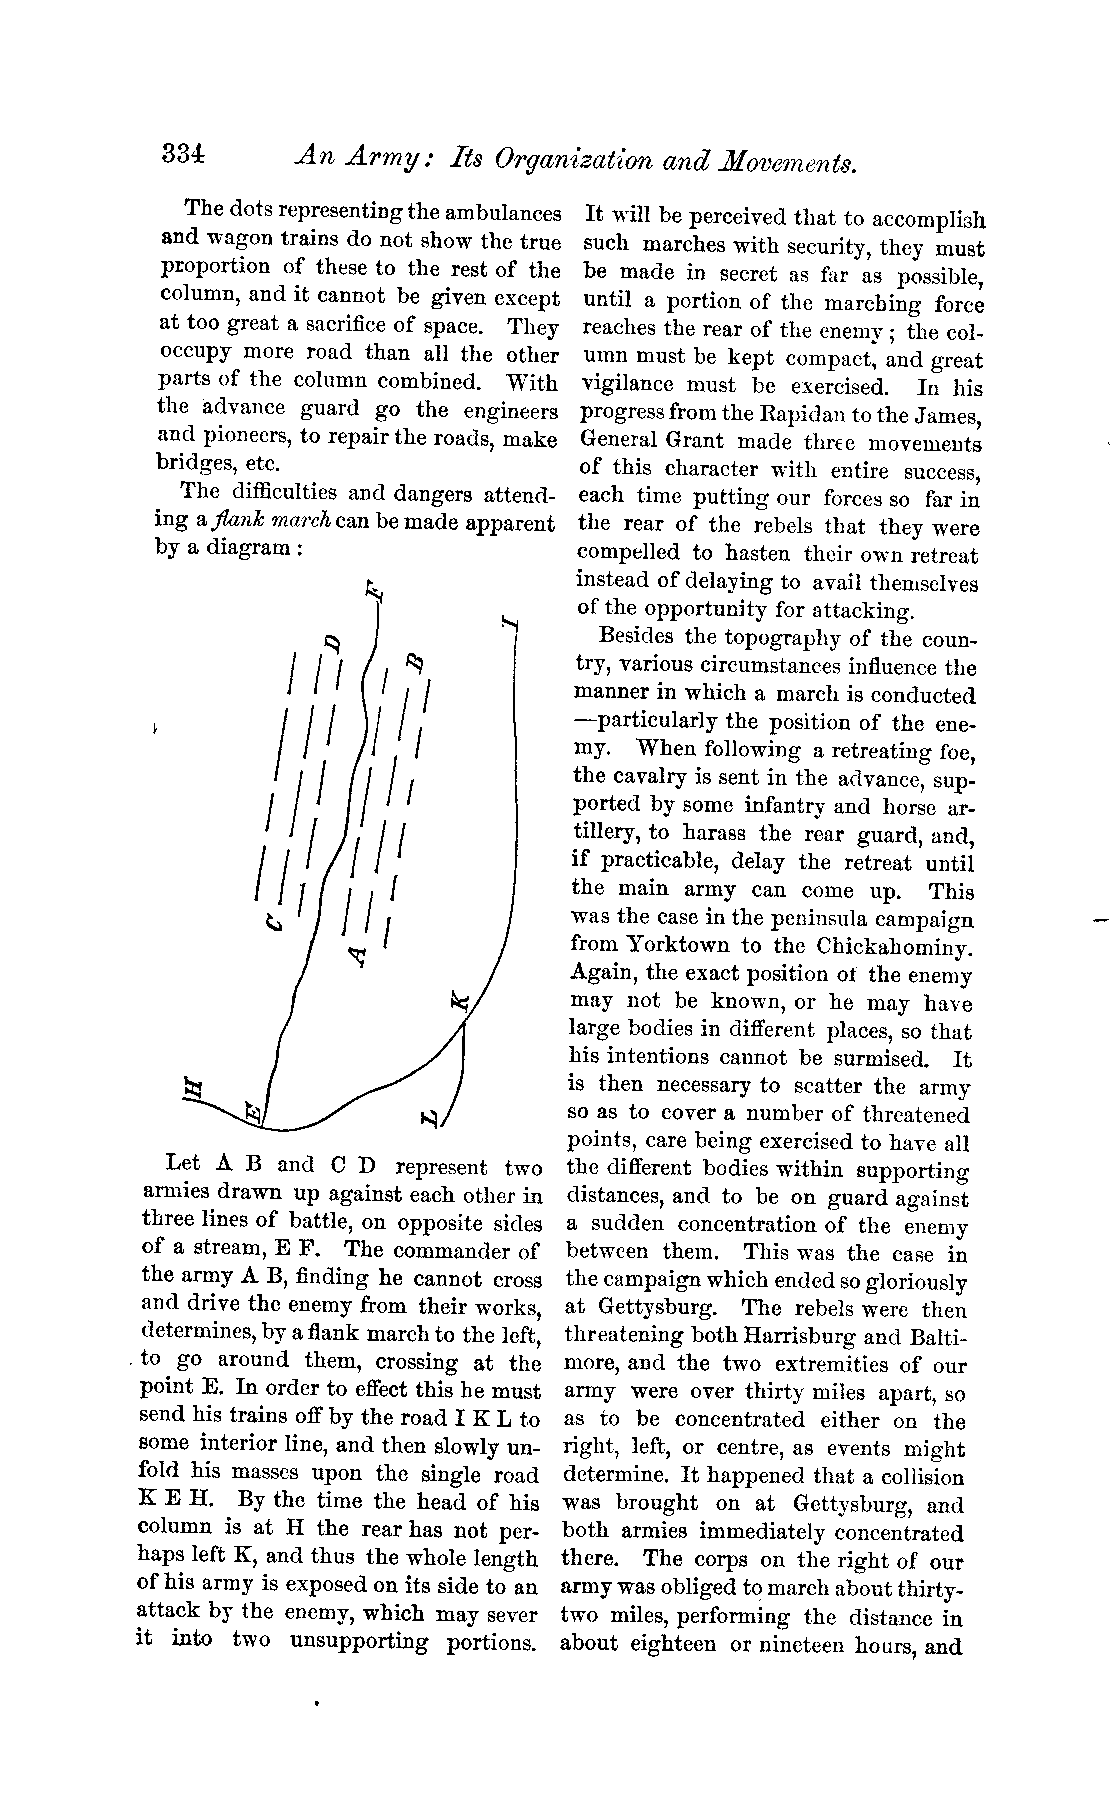 334 An Army: Its Organization and Movements.
The dots representing the ambulances
and wagon trains do not show the true
proportion of these to the rest of the
column, and it cannot be given except
at too great a sacrifice of space. They
occupy more road than all the other
parts of the column combined. With
the advance guard go the engineers
and pioneers, to repair the roads, make
bridges, etc.
The difficulties and dangers attend-
ing a flank march can be made apparent
by a diagram:
F
I
D
B
C
A
K
H
E
L
Let A B and C D represent two
armies drawn up against each other in
three lines of battle, on opposite sides
of a stream, E F. The commander of
the army A B, finding he cannot cross
and drive the enemy from their works,
determines, by a flank march to the left,
to go around them, crossing at the
point E. In order to effect this he must
send his trains off by the road I K L to
some interior line, and then slowly un-
fold his masses upon the single road
K E H. By the time the head of his
column is at H the rear has not per-
haps left K, and thus the whole length
of his army is exposed on its side to an
attack by the enemy, which may sever
it into two unsupporting portions.
It will be perceived that to accomplish
such marches with security, they must
be made in secret as far as possible,
until a portion of the marching force
reaches the rear of the enemy; the col-
umn must be kept compact, and great
vigilance must be exercised. In his
progress from the Rapidan to the James,
General Grant made three movements
of this character with entire success,
each time putting our forces so far in
the rear of the rebels that they were
compelled to hasten their own retreat
instead of delaying to avail themselves
of the opportunity for attacking.
Besides the topography of the coun-
try, various circumstances influence the
manner in which a march is conducted
—particularly the position of the ene-
my. When following a retreating foe,
the cavalry is sent in the advance, sup-
ported by some infantry and horse ar-
tillery, to harass the rear guard, and,
if practicable, delay the retreat until
the main army can come up. This
was the case in the peninsula campaign
from Yorktown to the Chickahominy.
Again, the exact position of the enemy
may not be known, or he may have
large bodies in different places, so that
his intentions cannot be surmised. It
is then necessary to scatter the army
so as to cover a number of threatened
points, care being exercised to have all
the different bodies within supporting
distances, and to be on guard against
a sudden concentration of the enemy
between them. This was the case in
the campaign which ended so gloriously
at Gettysburg. The rebels were then
threatening both Harrisburg and Balti-
more, and the two extremities of our
army were over thirty miles apart, so
as to be concentrated either on the
right, left, or centre, as events might
determine. It happened that a collision
was brought on at Gettysburg, and
both armies immediately concentrated
there. The corps on the right of our
army was obliged to march about thirty-
two miles, performing the distance in
about eighteen or nineteen hours, and